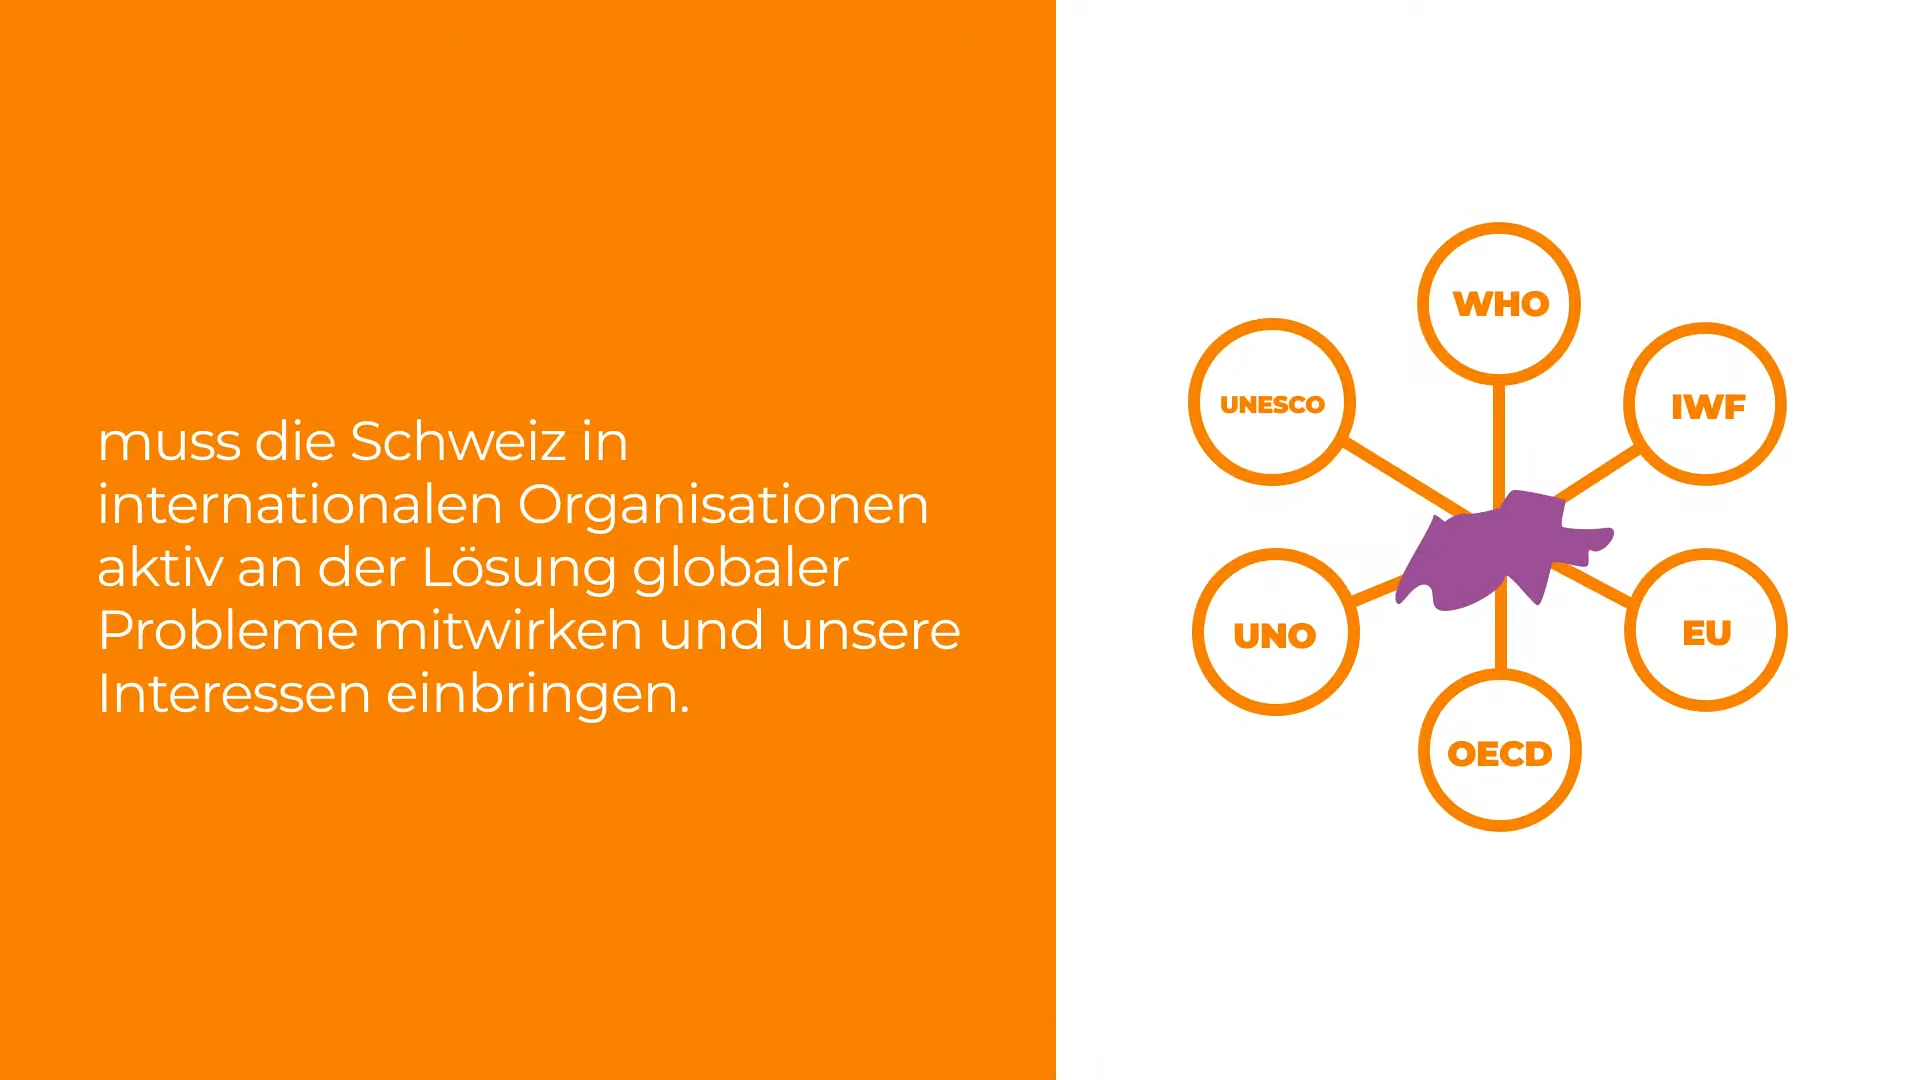 muss die Schweiz in
internationalen Organisationen
aktiv an der Lösung globaler
Probleme mitwirken und unsere
Interessen einbringen.
WHO
UNESCO
IWF
UNO
EU
OECD